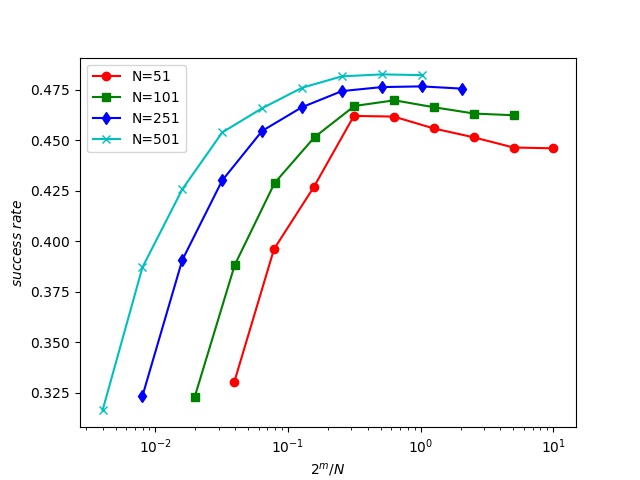 N=51
N=101
N=251
N=501
0.475
0.450
0.425
0.400
0.375
0.350
0.325
success rate
10⁻² 10⁻¹ 10⁰ 10¹
2ᵐ/N